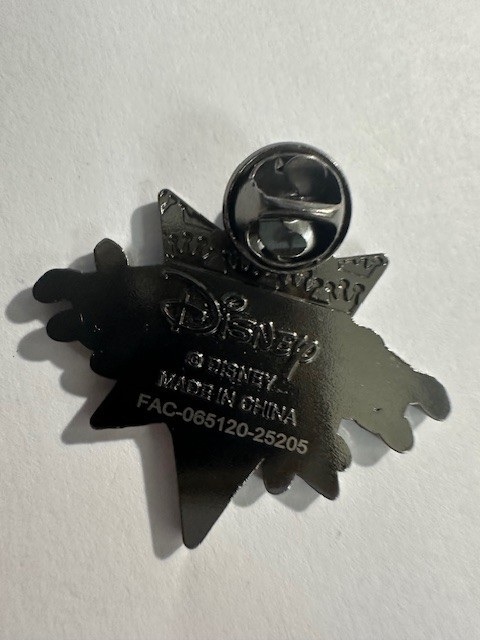 Disney
© DISNEY
MADE IN CHINA
FAC-065120-25205